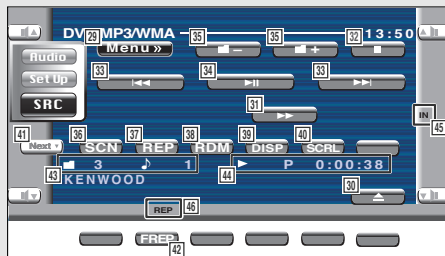 DVD MP3/WMA 13:50
29 35 35 32
Menu » – +
Audio
Set Up
SRC
33 34 33
31
IN
45
41 36 37 38 39 40
Next SCN REP RDM DISP SCRL
3 1 P 0:00:38
43 44
KENWOOD
30
REP 46
FREP
42